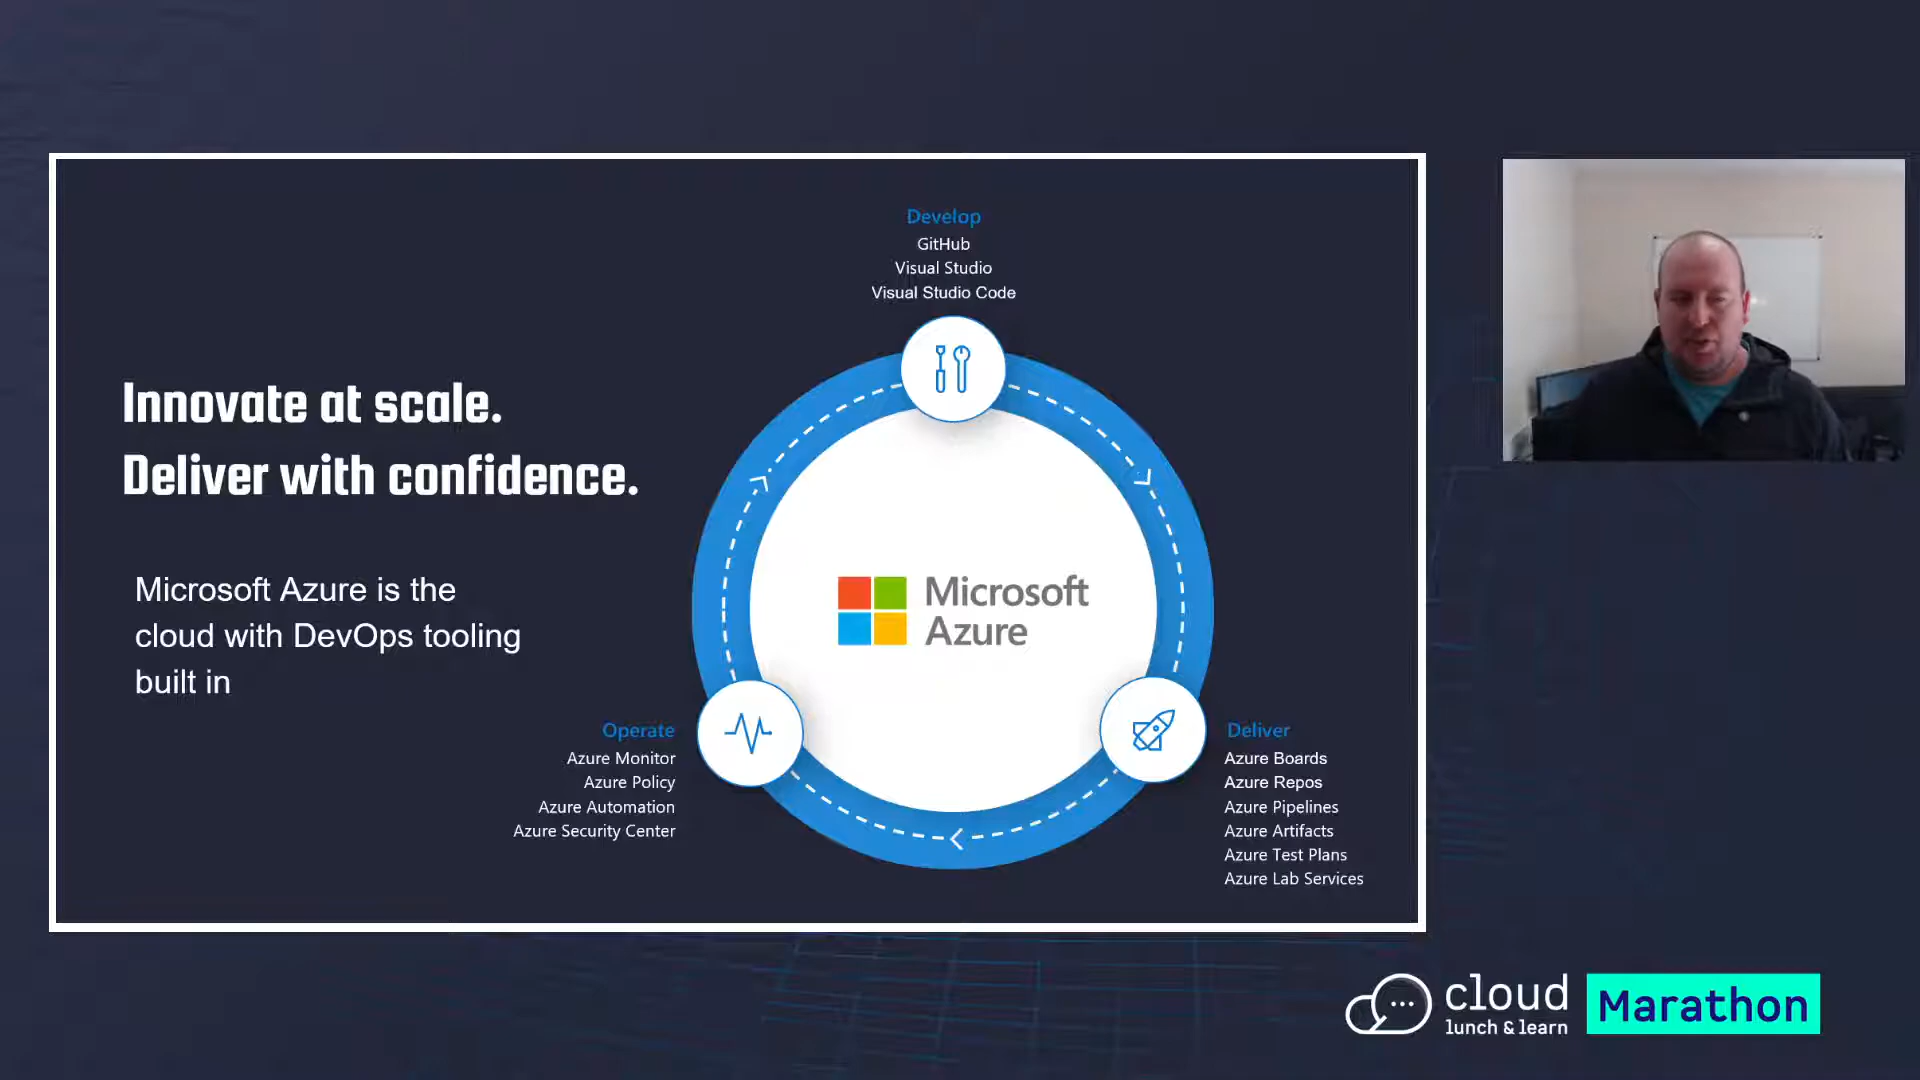 Develop
GitHub
Visual Studio
Visual Studio Code
Innovate at scale.
Deliver with confidence.
Microsoft Azure is the
cloud with DevOps tooling
built in
Microsoft
Azure
Operate
Azure Monitor
Azure Policy
Azure Automation
Azure Security Center
Deliver
Azure Boards
Azure Repos
Azure Pipelines
Azure Artifacts
Azure Test Plans
Azure Lab Services
cloud
lunch & learn
Marathon